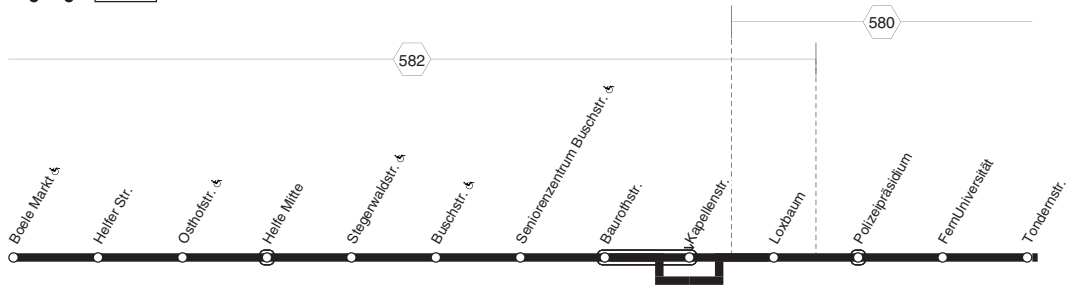 580
582
Boele Markt
Helfer Str.
Osthofstr.
Helfe Mitte
Stegerwaldstr.
Buschstr.
Seniorenzentrum Buschstr.
Baurothstr.
Kapellenstr.
Loxbaum
Polizeipräsidium
FernUniversität
Tondernstr.